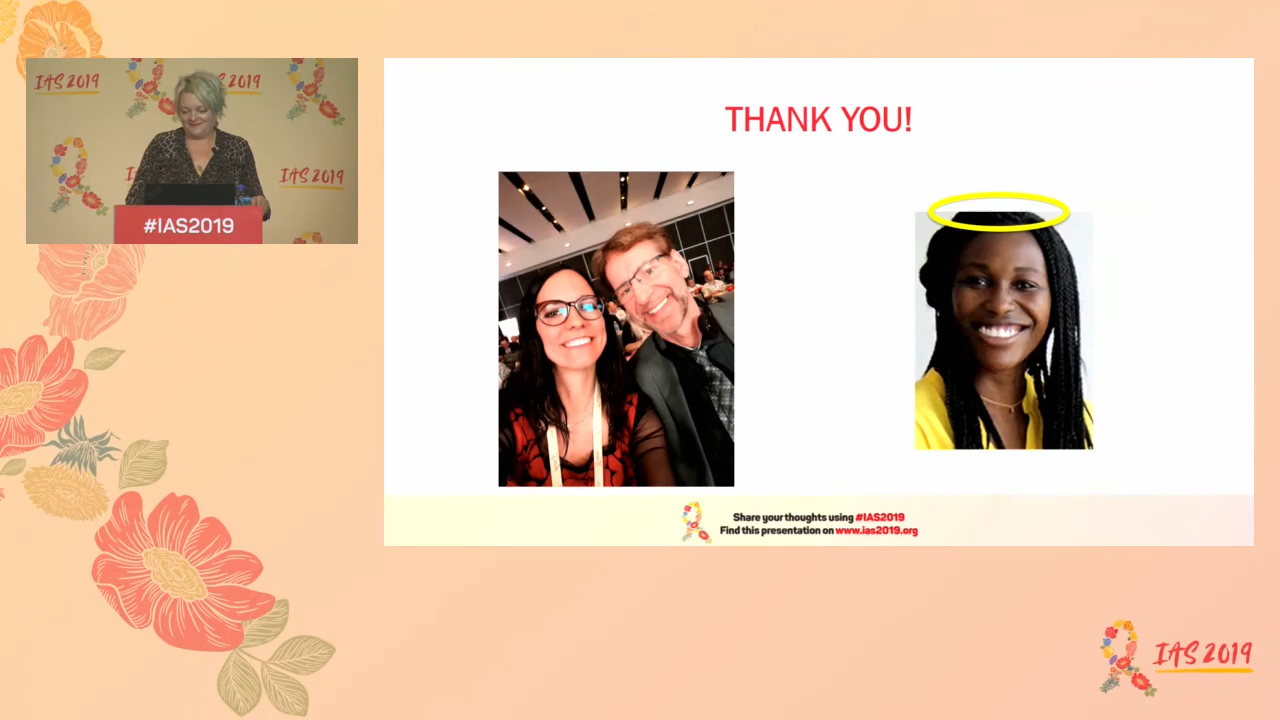 IAS 2019
S 2019
IAS 2019
#IAS2019
THANK YOU!
Share your thoughts using #IAS2019
Find this presentation on www.ias2019.org
IAS 2019